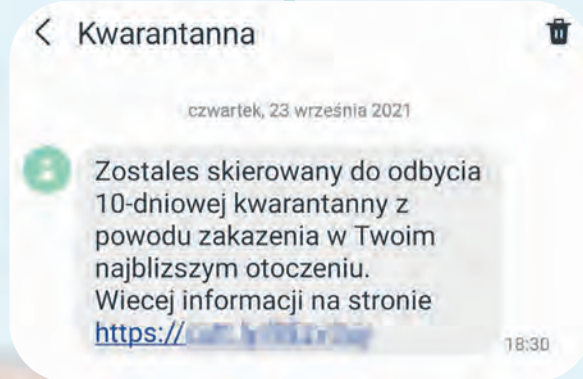 Kwarantanna
czwartek, 23 września 2021
Zostales skierowany do odbycia
10-dniowej kwarantanny z
powodu zakazenia w Twoim
najblizszym otoczeniu.
Wiecej informacji na stronie
https://
18:30